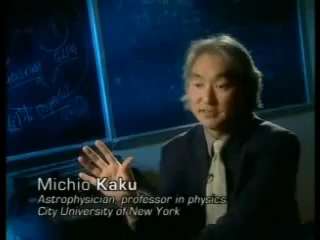 Michio Kaku
Astrophysician, professor in physics
City University of New York